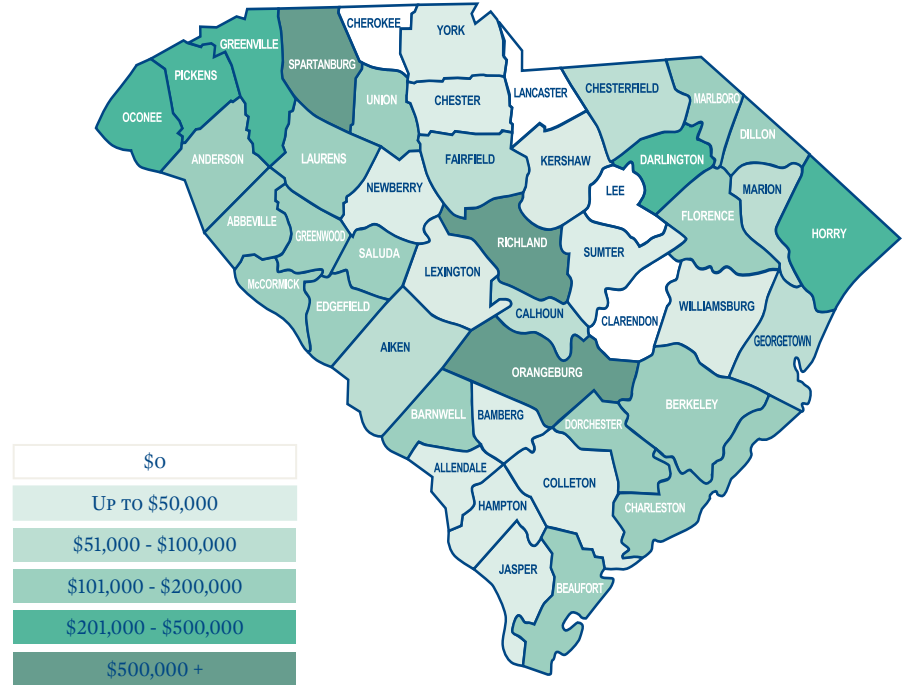 CHEROKEE
YORK
GREENVILLE
SPARTANBURG
PICKENS
OCONEE
UNION
CHESTER
LANCASTER
CHESTERFIELD
MARLBORO
DILLON
ANDERSON
LAURENS
FAIRFIELD
KERSHAW
DARLINGTON
NEWBERRY
LEE
MARION
ABBEVILLE
GREENWOOD
FLORENCE
HORRY
SALUDA
RICHLAND
SUMTER
LEXINGTON
McCORMICK
EDGEFIELD
CALHOUN
CLARENDON
WILLIAMSBURG
AIKEN
GEORGETOWN
ORANGEBURG
BARNWELL
BAMBERG
BERKELEY
DORCHESTER
ALLENDALE
COLLETON
HAMPTON
CHARLESTON
JASPER
BEAUFORT
$0
Up to $50,000
$51,000 - $100,000
$101,000 - $200,000
$201,000 - $500,000
$500,000 +